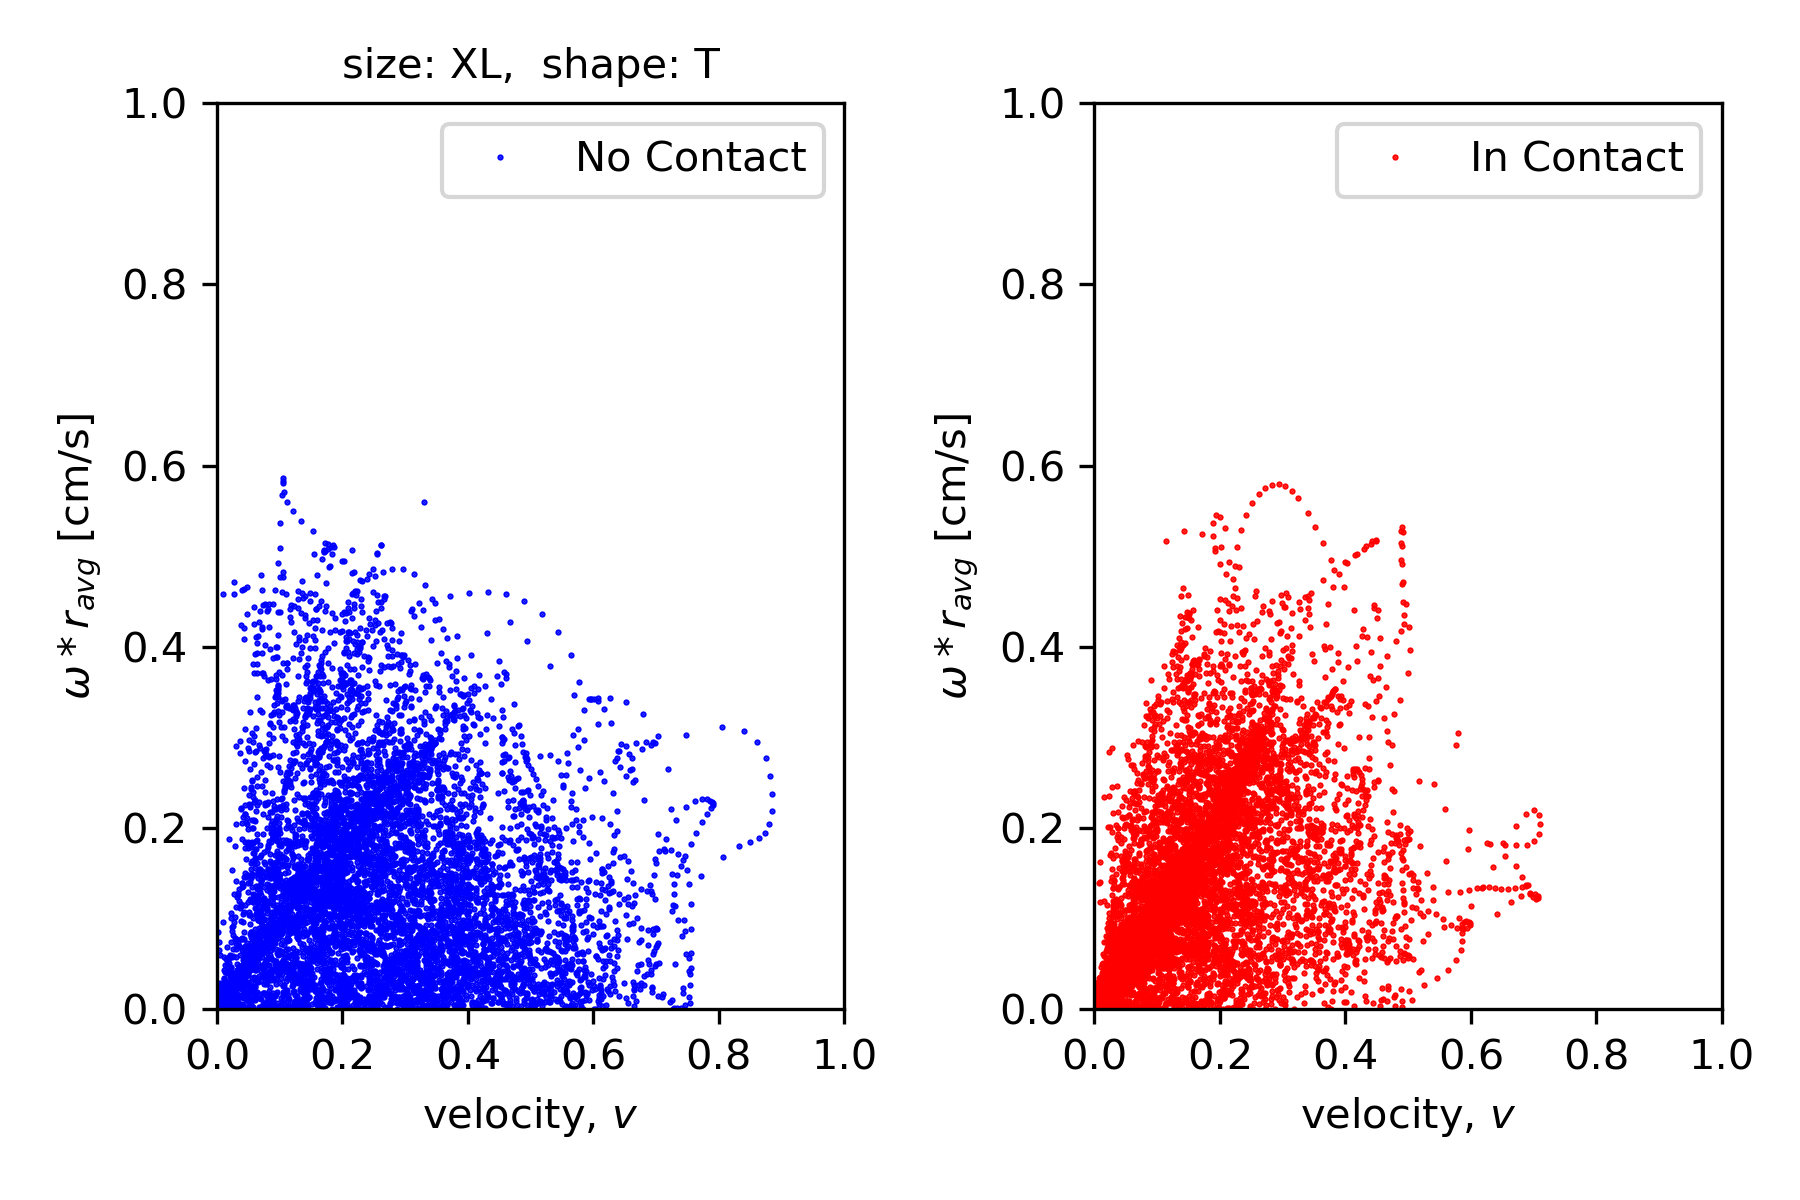 size: XL,  shape: T
No Contact
1.0
0.8
0.6
0.4
0.2
0.0
ω * r_avg [cm/s]
0.0 0.2 0.4 0.6 0.8 1.0
velocity, v
In Contact
1.0
0.8
0.6
0.4
0.2
0.0
ω * r_avg [cm/s]
0.0 0.2 0.4 0.6 0.8 1.0
velocity, v